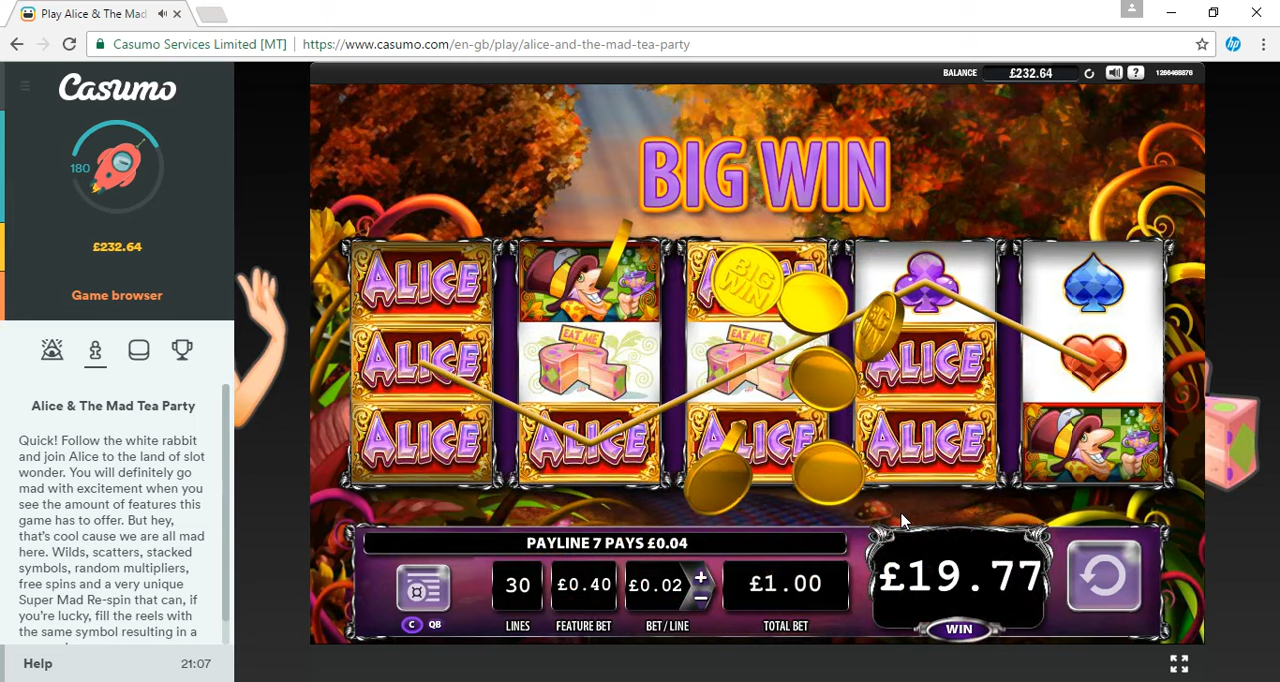 Play Alice & The Mad
Casumo Services Limited [MT]
https://www.casumo.com/en-gb/play/alice-and-the-mad-tea-party
hp
Casumo
180
£232.64
Game browser
Alice & The Mad Tea Party
Quick! Follow the white rabbit
and join Alice to the land of slot
wonder. You will definitely go
mad with excitement when you
see the amount of features this
game has to offer. But hey,
that's cool cause we are all mad
here. Wilds, scatters, stacked
symbols, random multipliers,
free spins and a very unique
Super Mad Re-spin that can, if
you're lucky, fill the reels with
the same symbol resulting in a
Help
21:07
BALANCE
£232.64
?
1266468876
BIG WIN
ALICE
BIG WIN
BIG
ALICE
EAT ME
EAT ME
ALICE
ALICE
ALICE
ALICE
ALICE
PAYLINE 7 PAYS £0.04
30
£0.40
£0.02
+
−
£1.00
£19.77
C QB
LINES
FEATURE BET
BET/LINE
TOTAL BET
WIN